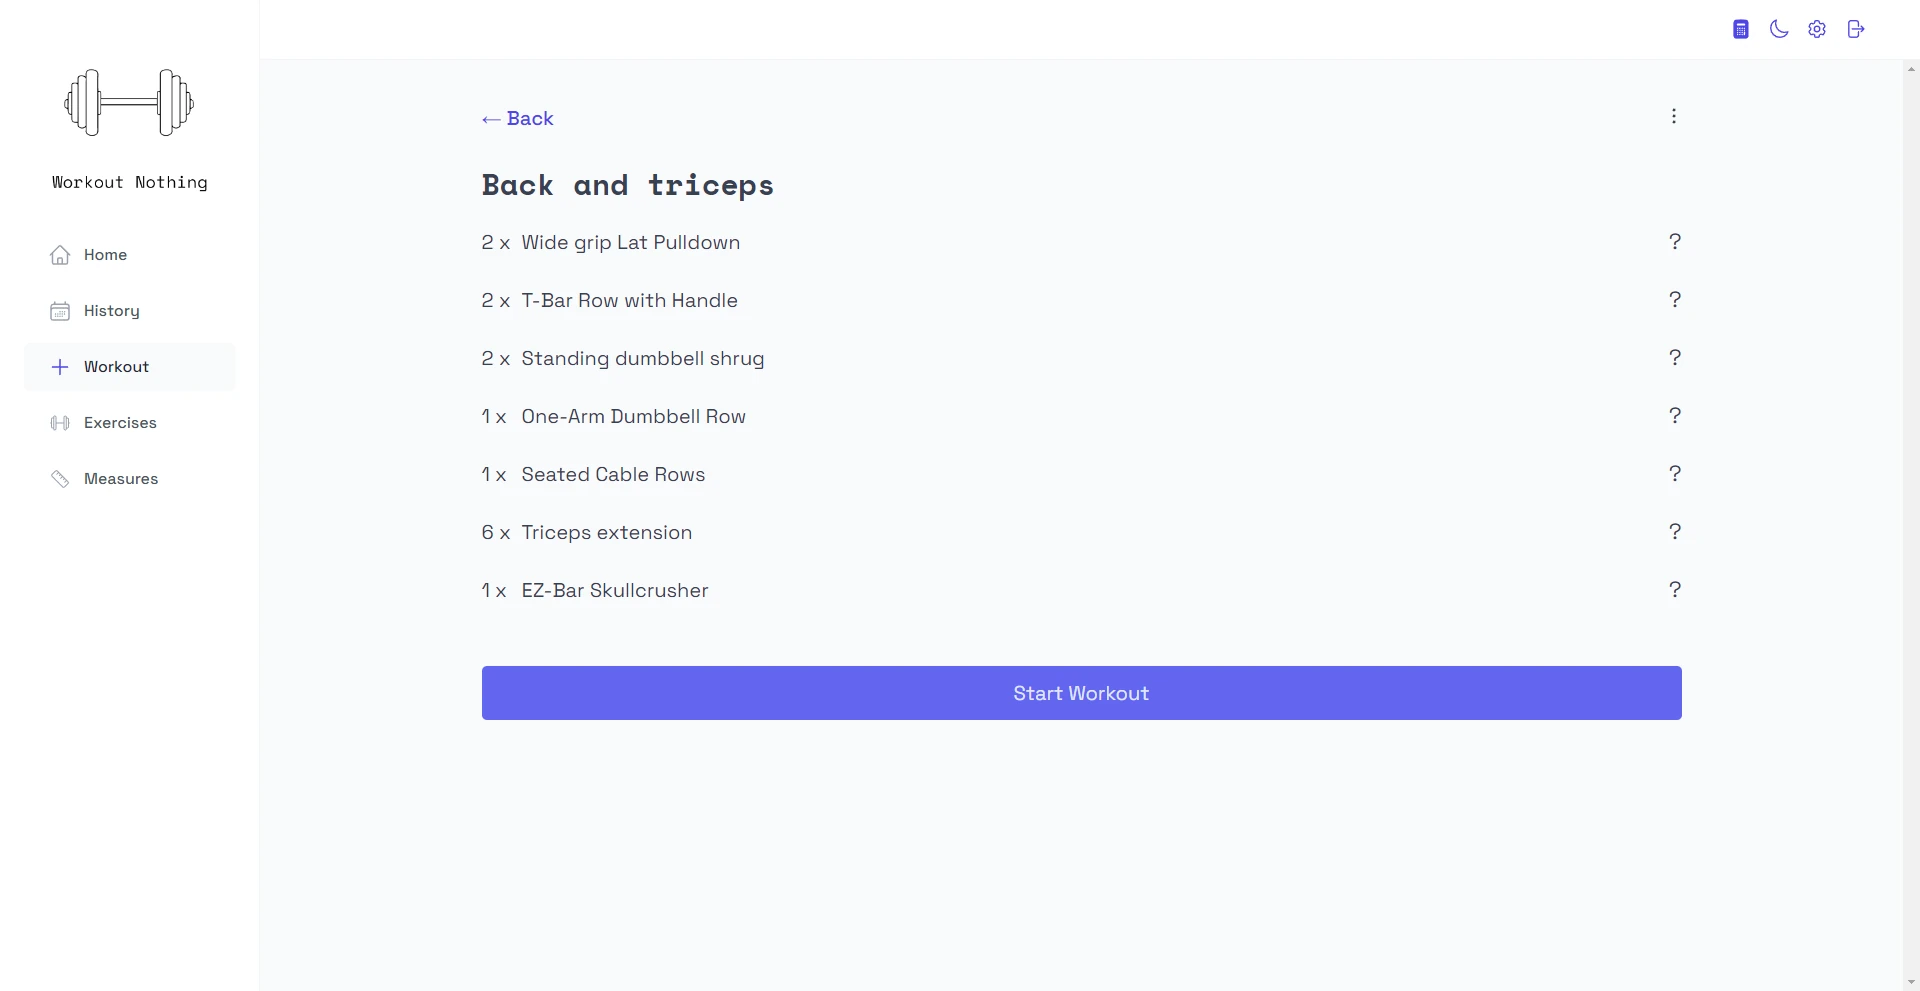 Workout Nothing
Home
History
Workout
Exercises
Measures
← Back
Back and triceps
2 x Wide grip Lat Pulldown ?
2 x T-Bar Row with Handle ?
2 x Standing dumbbell shrug ?
1 x One-Arm Dumbbell Row ?
1 x Seated Cable Rows ?
6 x Triceps extension ?
1 x EZ-Bar Skullcrusher ?
Start Workout